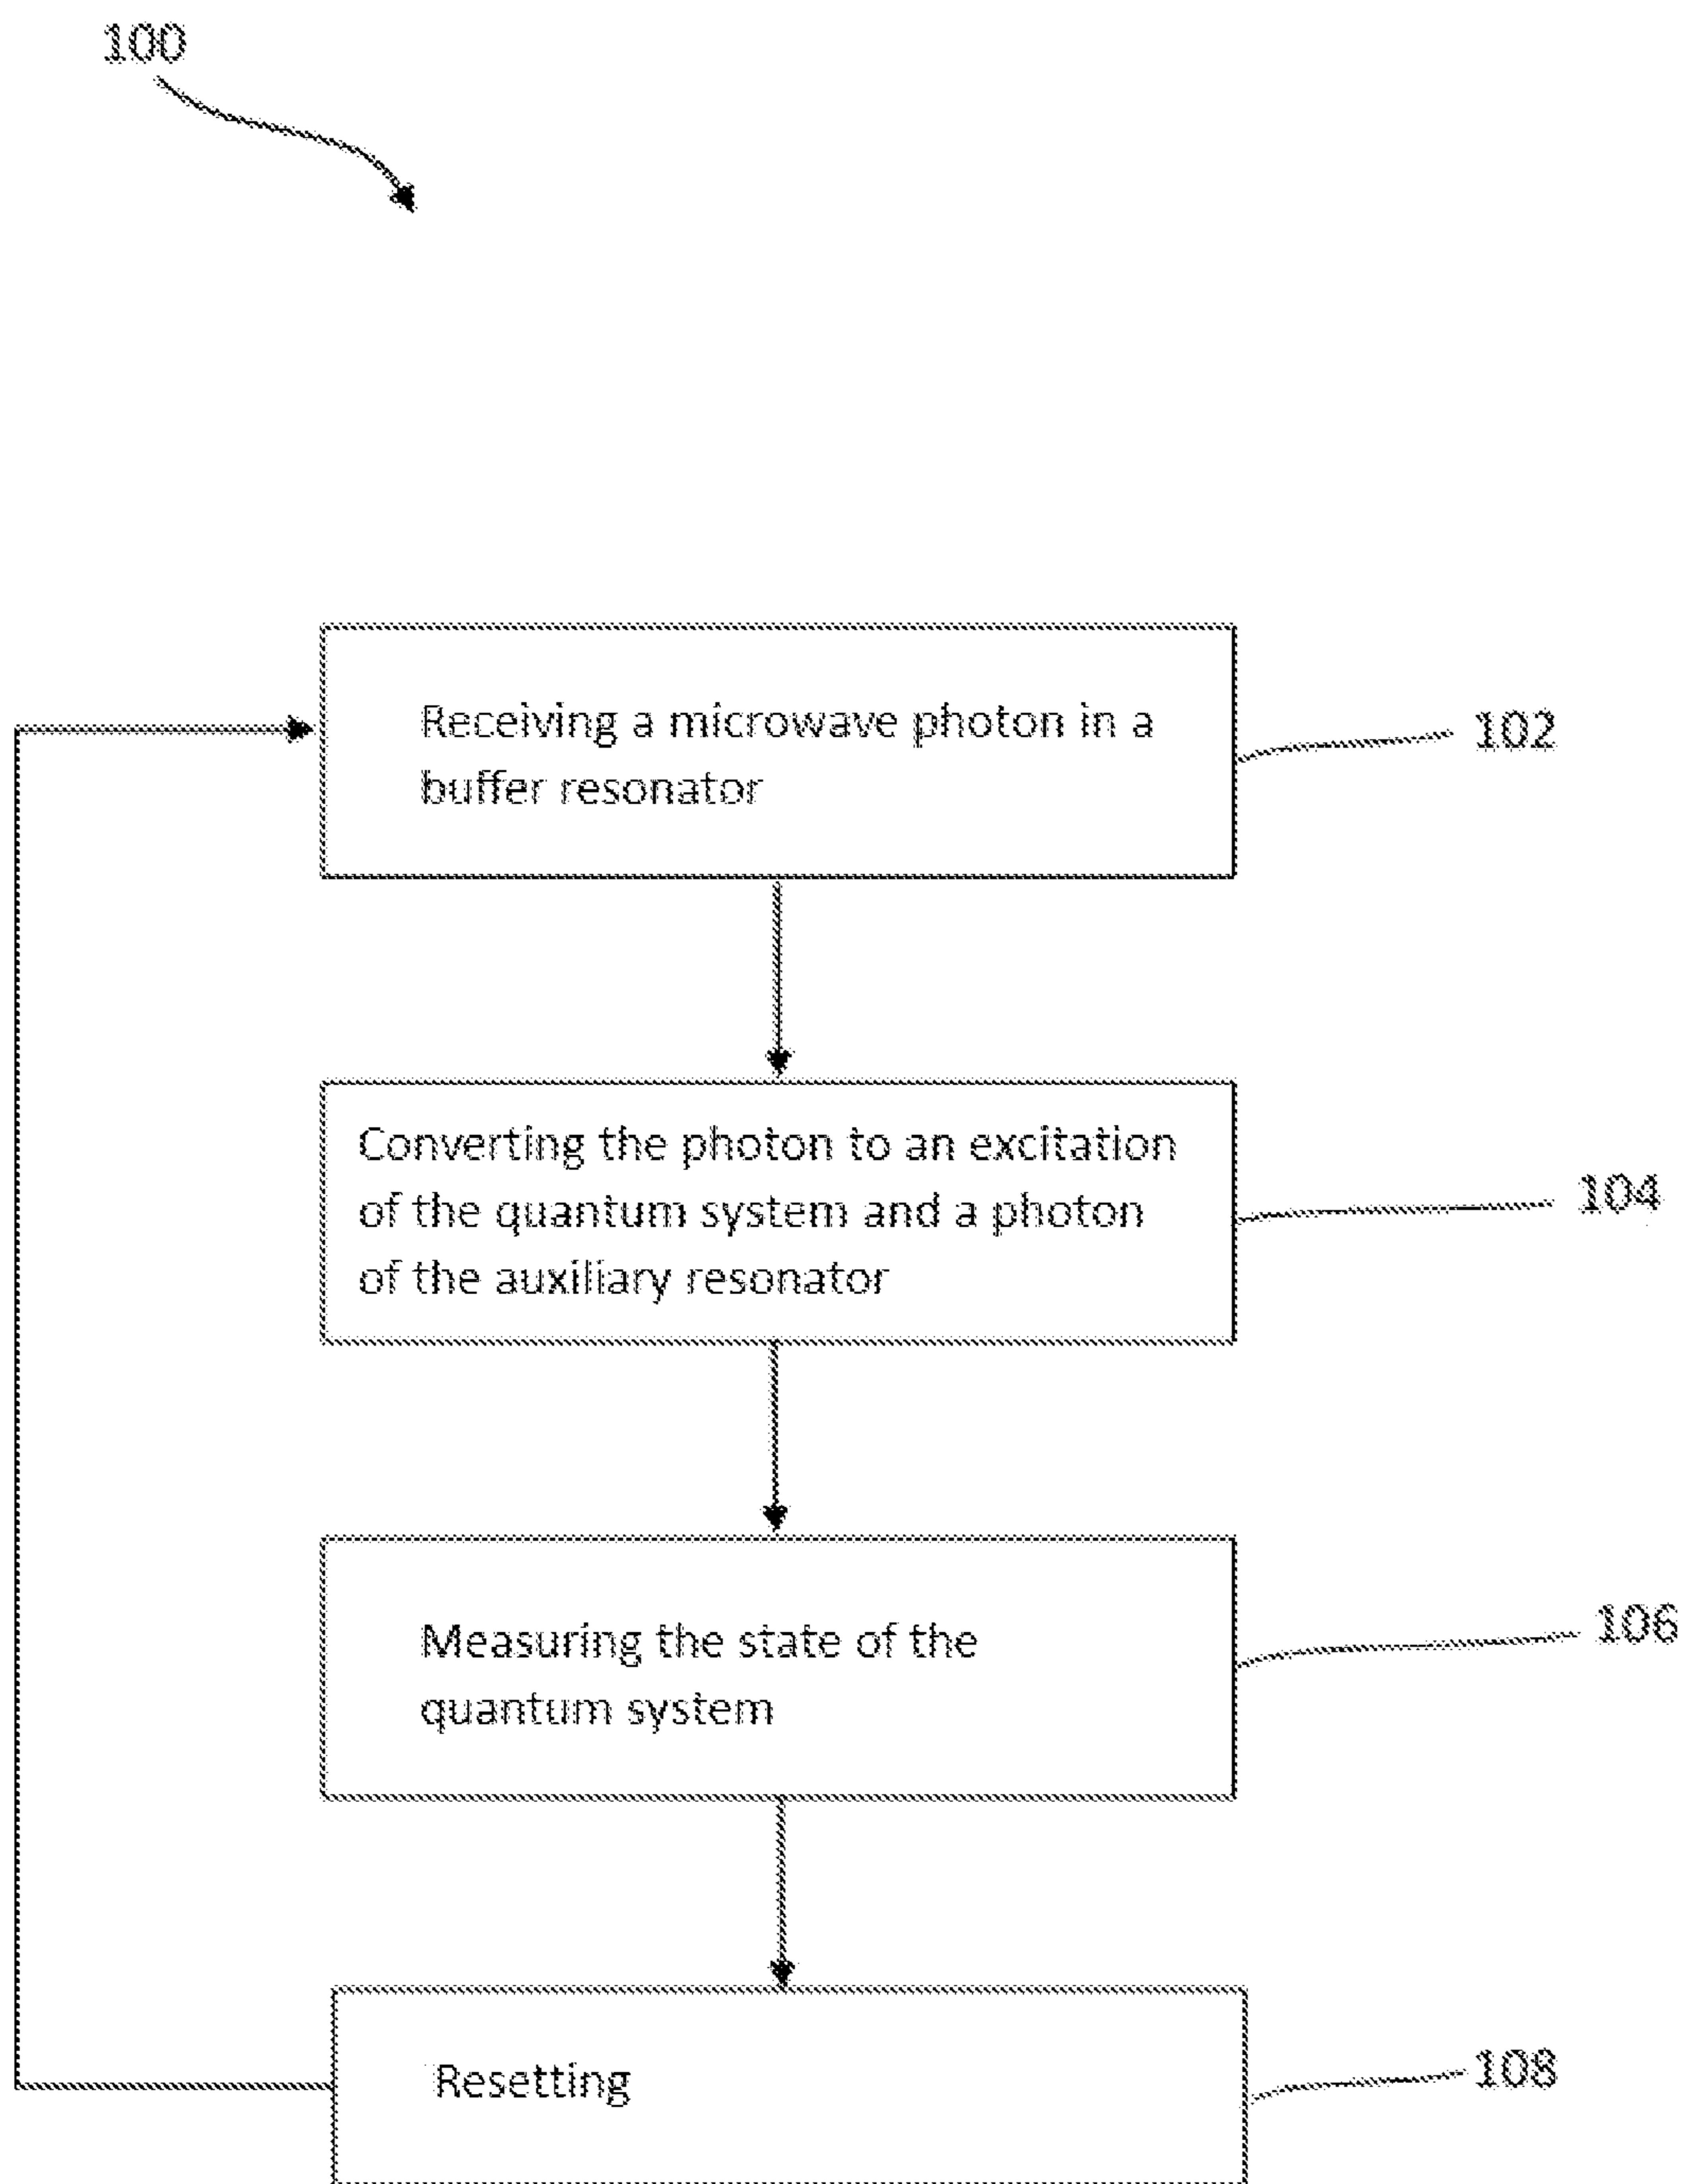 100
Receiving a microwave photon in a
buffer resonator
102
Converting the photon to an excitation
of the quantum system and a photon
of the auxiliary resonator
104
Measuring the state of the
quantum system
106
Resetting
108